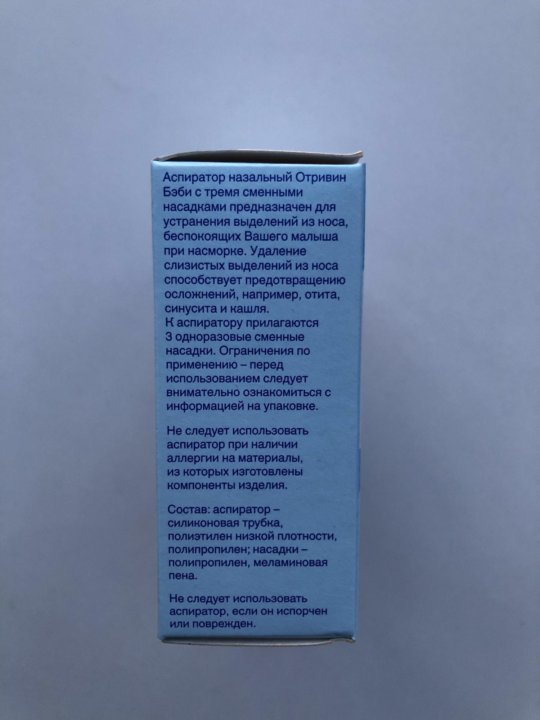 Аспиратор назальный Отривин
Бэби с тремя сменными
насадками предназначен для
устранения выделений из носа,
беспокоящих Вашего малыша
при насморке. Удаление
слизистых выделений из носа
способствует предотвращению
осложнений, например, отита,
синусита и кашля.
К аспиратору прилагаются
3 одноразовые сменные
насадки. Ограничения по
применению – перед
использованием следует
внимательно ознакомиться с
информацией на упаковке.
Не следует использовать
аспиратор при наличии
аллергии на материалы,
из которых изготовлены
компоненты изделия.
Состав: аспиратор –
силиконовая трубка,
полиэтилен низкой плотности,
полипропилен; насадки –
полипропилен, меламиновая
пена.
Не следует использовать
аспиратор, если он испорчен
или поврежден.